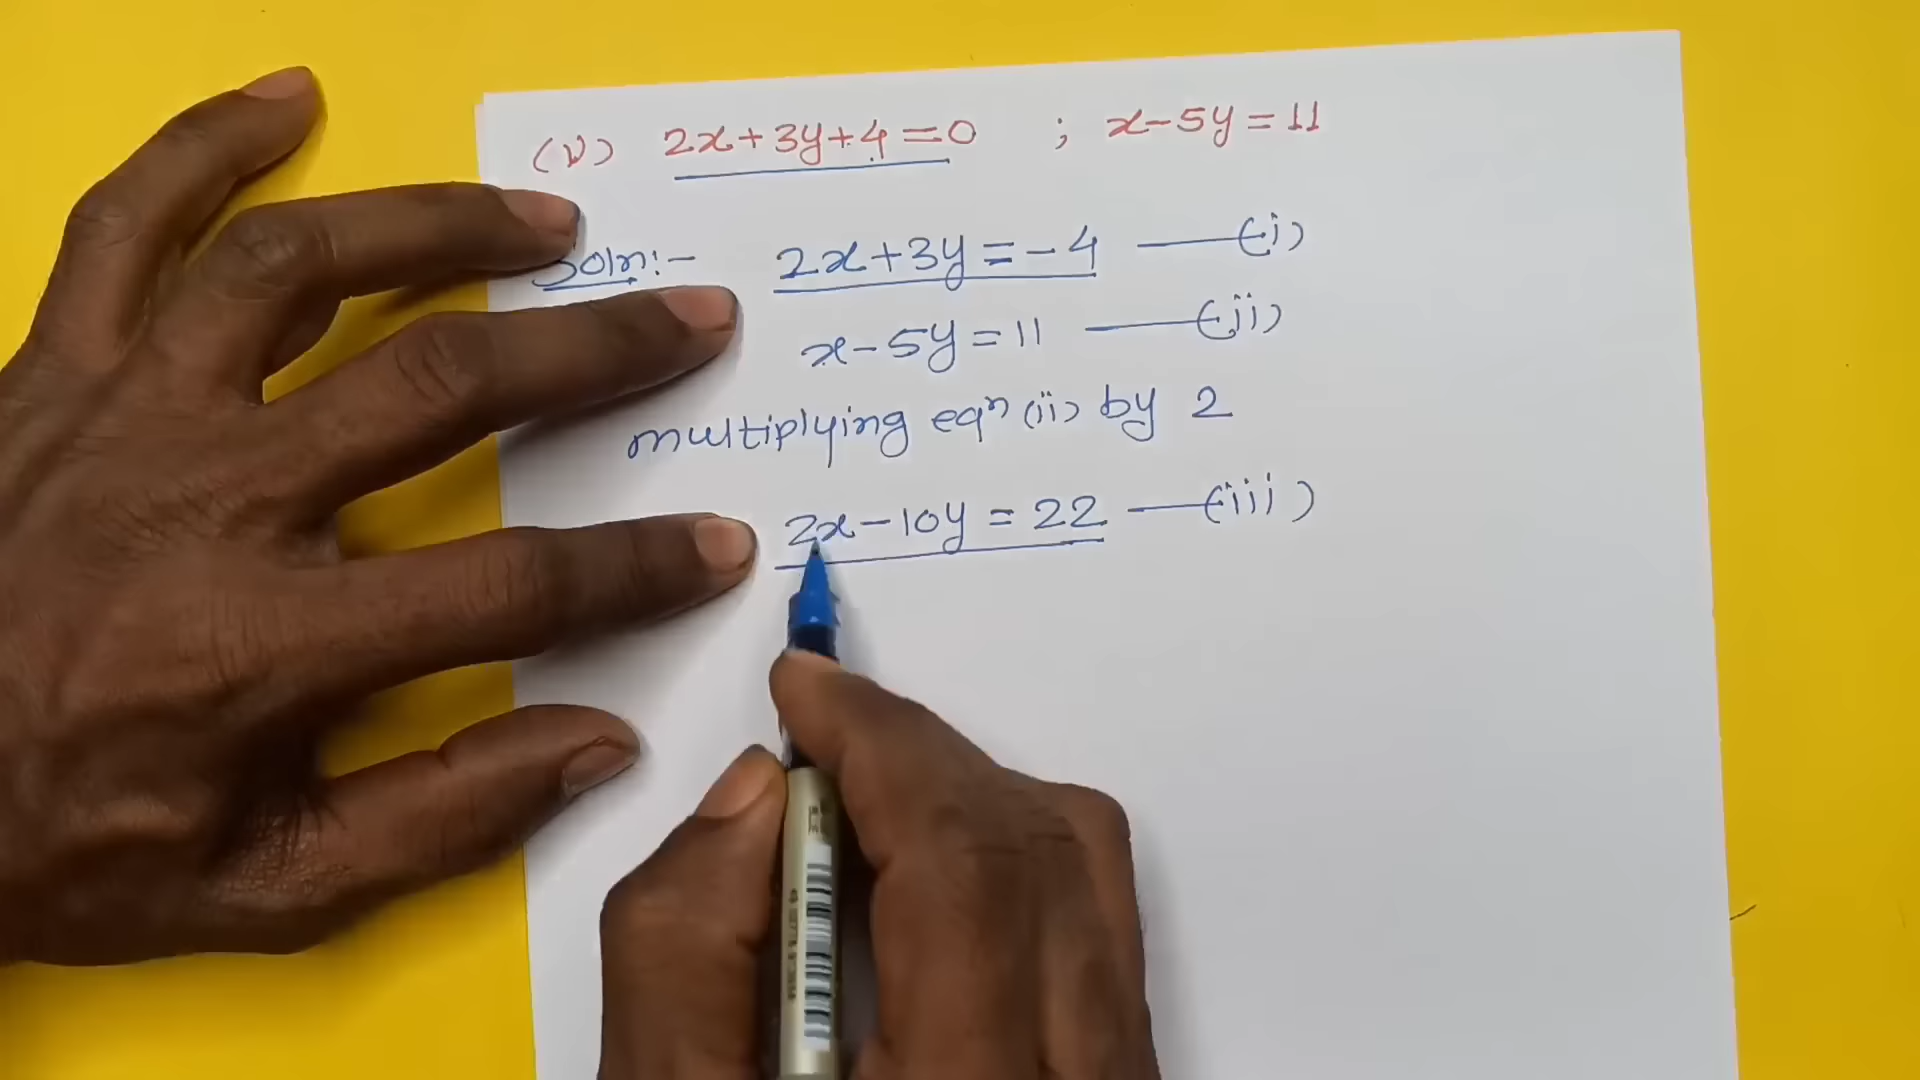 (V) 2x+3y+4=0 ; x-5y=11
Soln:- 2x+3y=-4 —(i)
x-5y=11 —(ii)
multiplying eqⁿ (ii) by 2
2x-10y=22 —(iii)